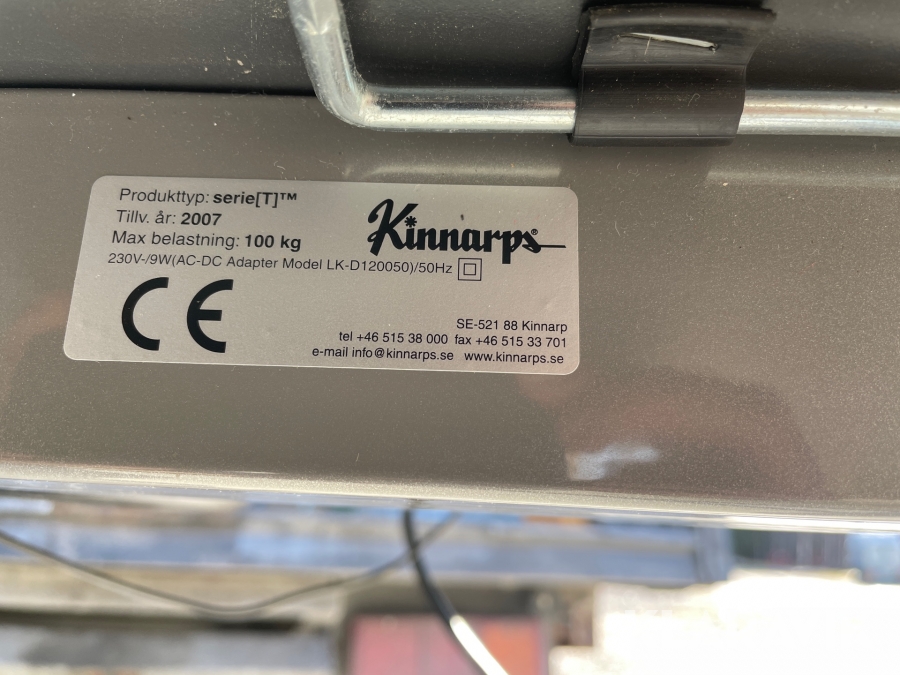 Produkttyp: serie[T]™
Tillv. år: 2007
Max belastning: 100 kg
Kinnarps®
230V-/9W(AC-DC Adapter Model LK-D120050)/50Hz
CE
SE-521 88 Kinnarp
tel +46 515 38 000 fax +46 515 33 701
e-mail info@kinnarps.se www.kinnarps.se